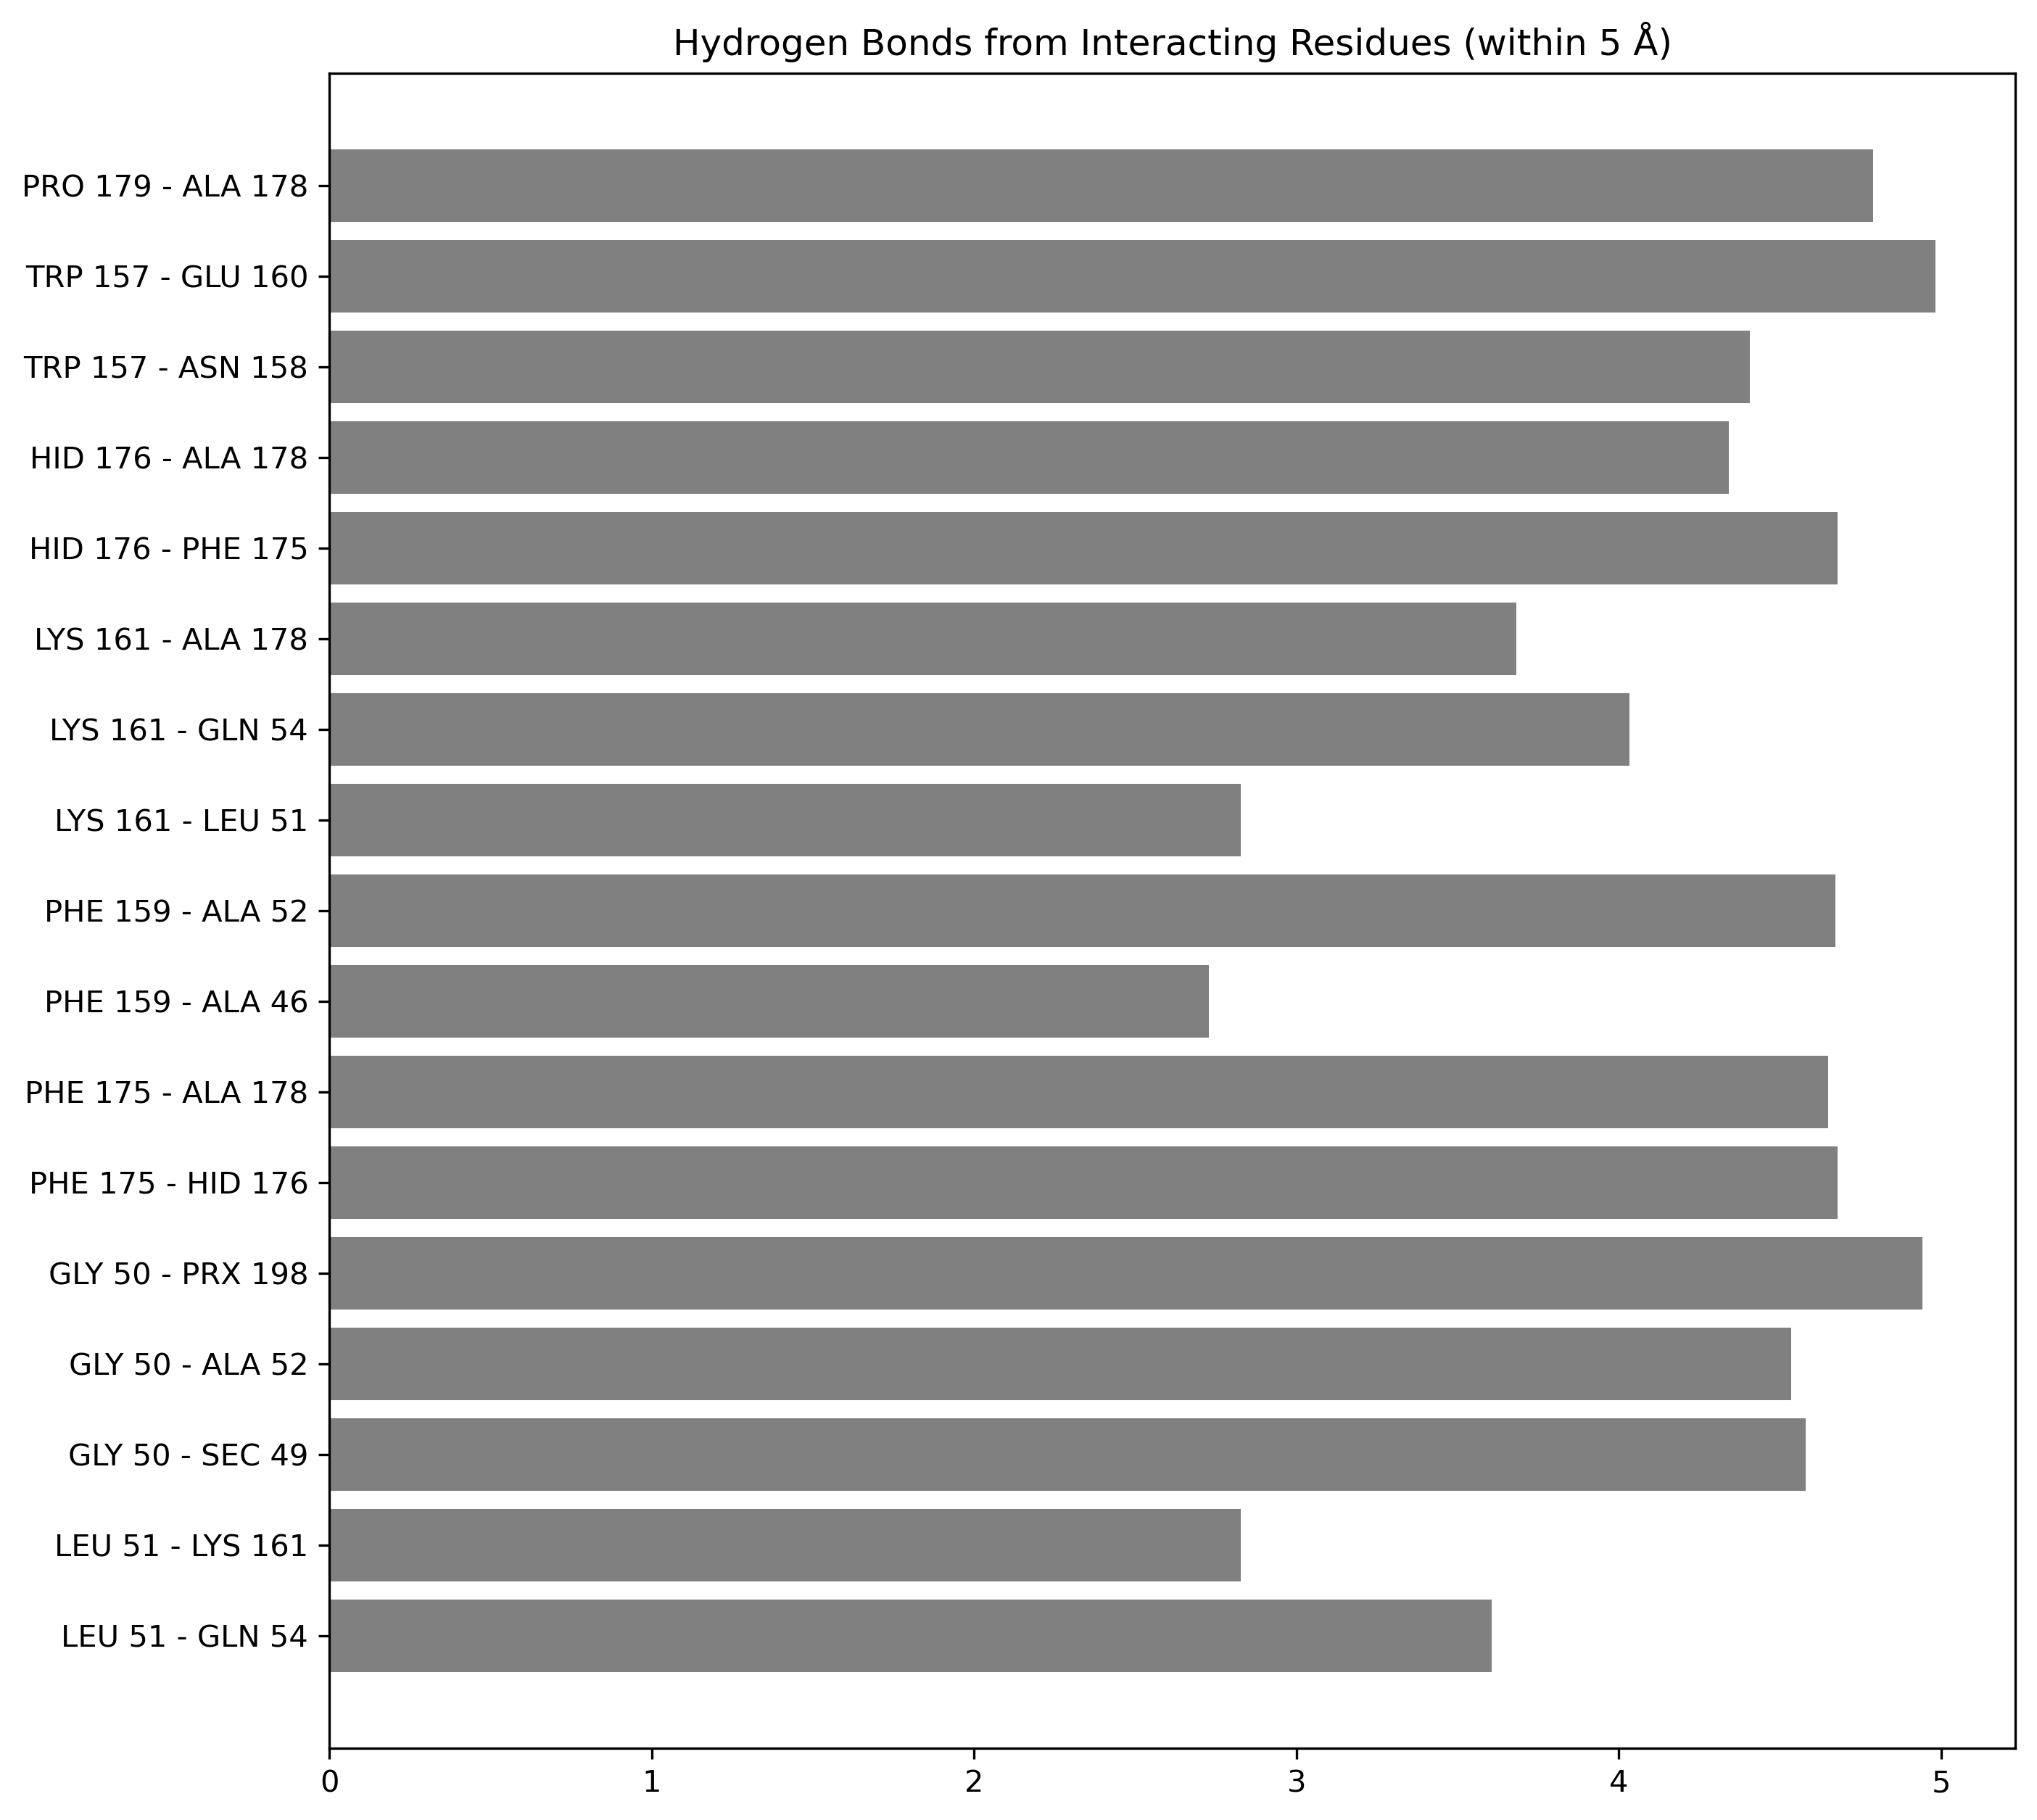 Hydrogen Bonds from Interacting Residues (within 5 Å)
PRO 179 - ALA 178
TRP 157 - GLU 160
TRP 157 - ASN 158
HID 176 - ALA 178
HID 176 - PHE 175
LYS 161 - ALA 178
LYS 161 - GLN 54
LYS 161 - LEU 51
PHE 159 - ALA 52
PHE 159 - ALA 46
PHE 175 - ALA 178
PHE 175 - HID 176
GLY 50 - PRX 198
GLY 50 - ALA 52
GLY 50 - SEC 49
LEU 51 - LYS 161
LEU 51 - GLN 54
0 1 2 3 4 5